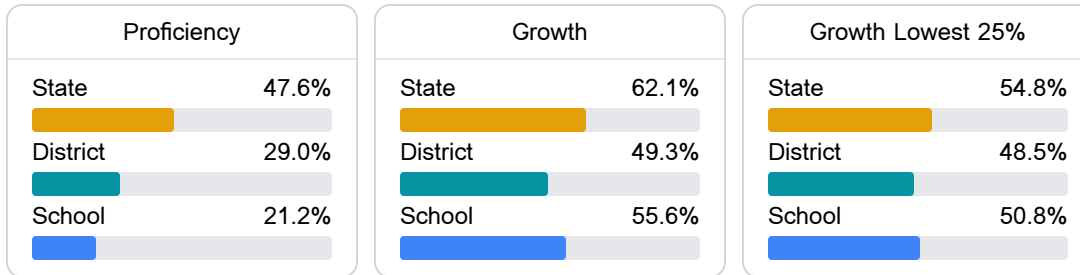 Proficiency
State 47.6%
District 29.0%
School 21.2%
Growth
State 62.1%
District 49.3%
School 55.6%
Growth Lowest 25%
State 54.8%
District 48.5%
School 50.8%